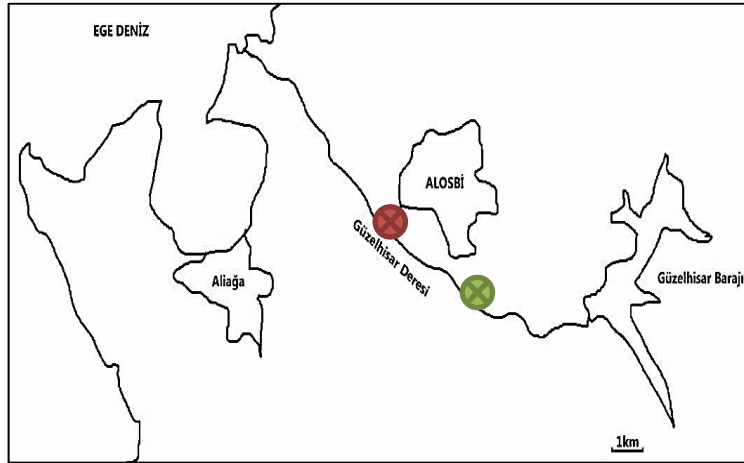 EGE DENİZ
ALOSBİ
Güzelhisar Deresi
Aliağa
Güzelhisar Barajı
1km